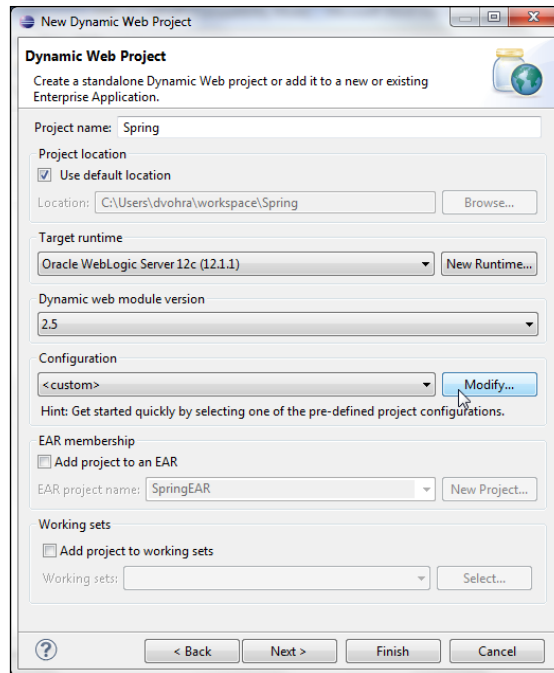 New Dynamic Web Project
Dynamic Web Project
Create a standalone Dynamic Web project or add it to a new or existing
Enterprise Application.
Project name: Spring
Project location
Use default location
Location: C:\Users\dvohra\workspace\Spring Browse...
Target runtime
Oracle WebLogic Server 12c (12.1.1) New Runtime...
Dynamic web module version
2.5
Configuration
<custom> Modify...
Hint: Get started quickly by selecting one of the pre-defined project configurations.
EAR membership
Add project to an EAR
EAR project name: SpringEAR New Project...
Working sets
Add project to working sets
Working sets: Select...
? < Back Next > Finish Cancel